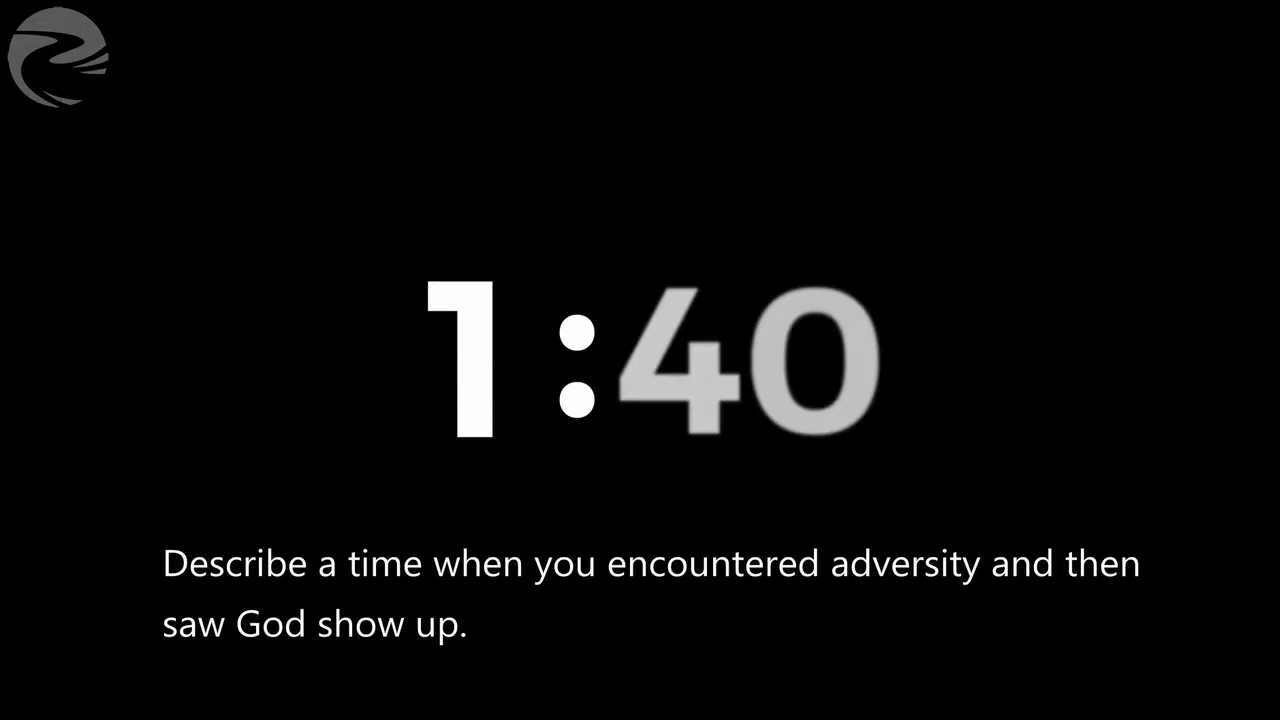 1:40
Describe a time when you encountered adversity and then
saw God show up.